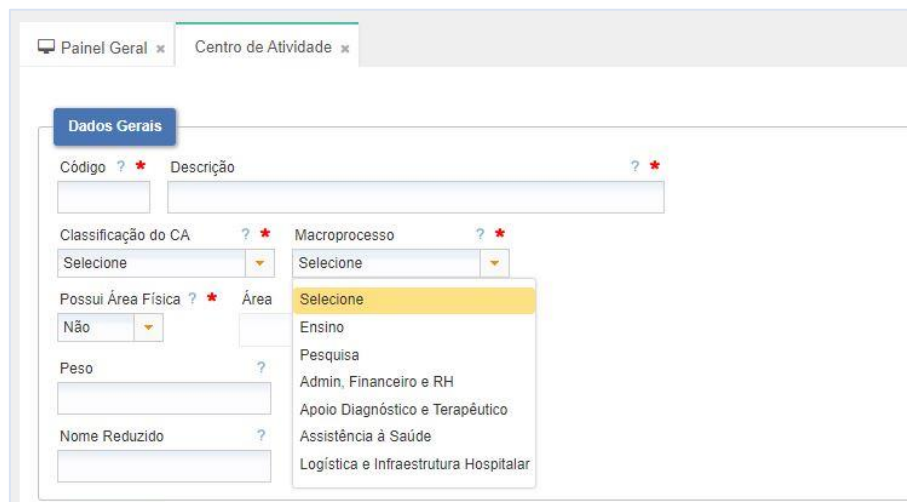 Painel Geral × Centro de Atividade ×
Dados Gerais
Código ? * Descrição ? *
Classificação do CA ? * Macroprocesso ? *
Selecione Selecione
Possui Área Física ? * Área
Não
Selecione
Ensino
Pesquisa
Admin, Financeiro e RH
Apoio Diagnóstico e Terapêutico
Assistência à Saúde
Logística e Infraestrutura Hospitalar
Peso ?
Nome Reduzido ?